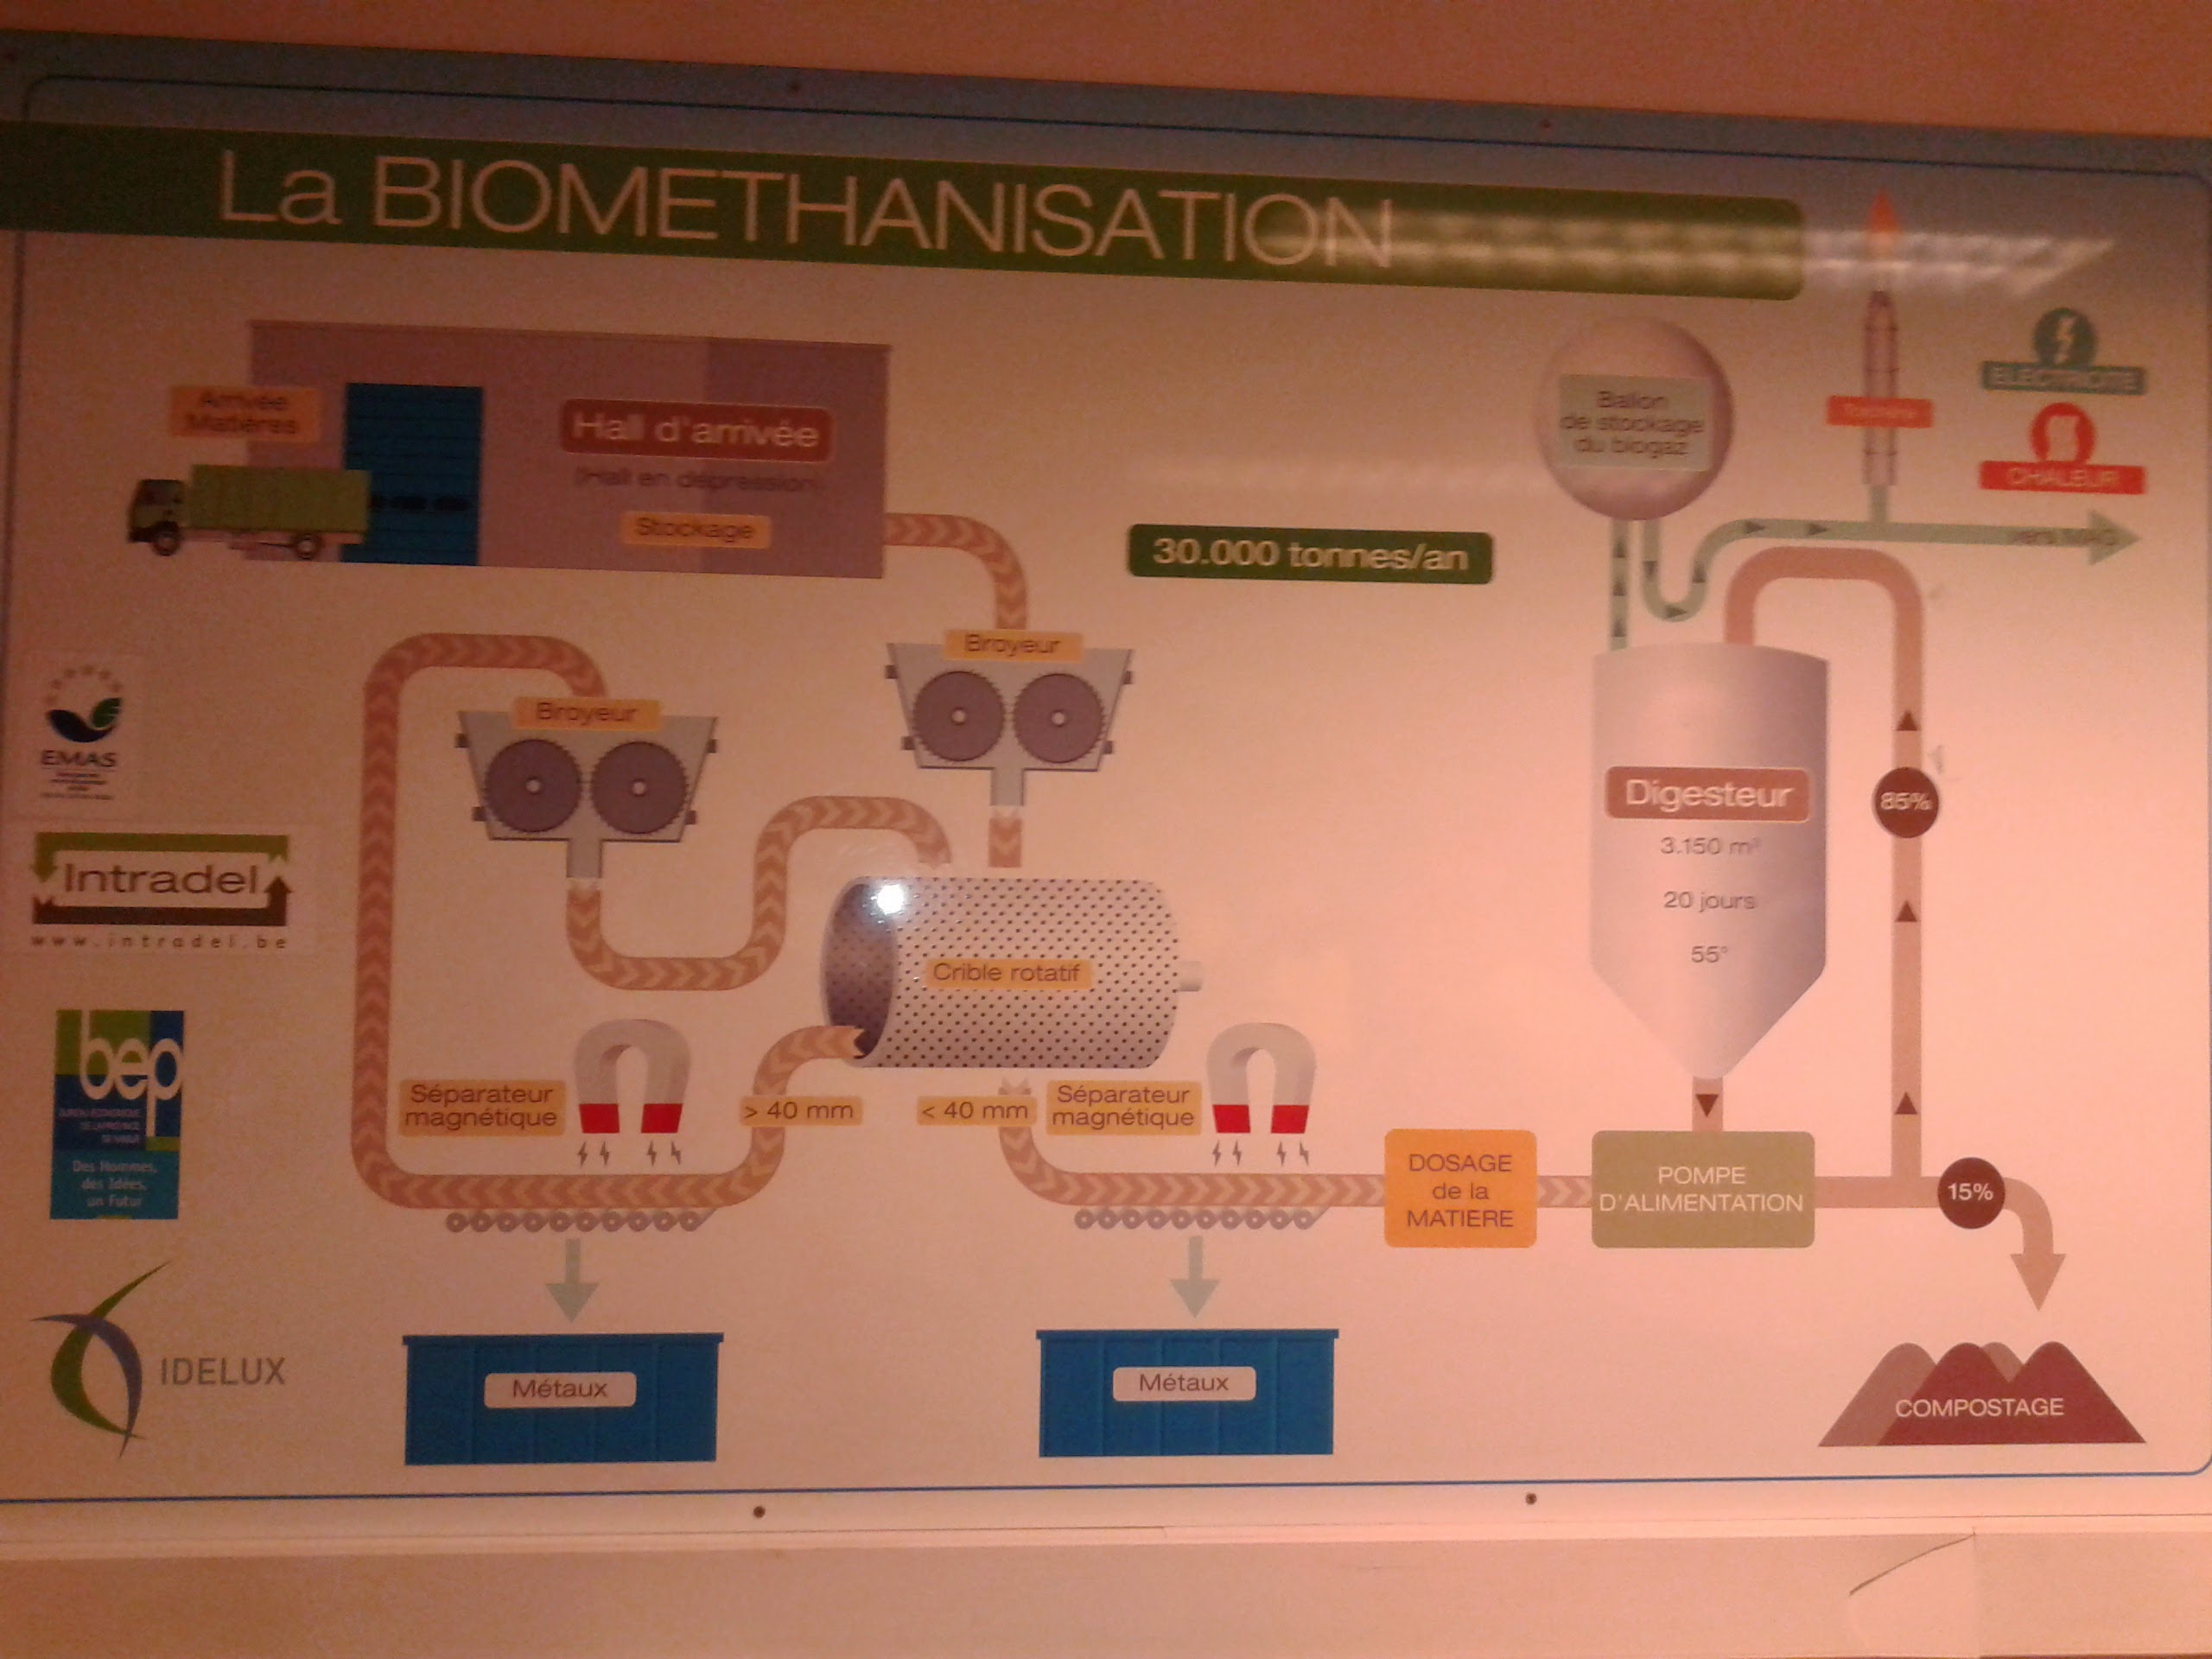 La BIOMETHANISATION
Arrivée
Matières
Hall d'arrivée
(Hall en dépression)
Stockage
Ballon
de stockage
du biogaz
Torchère
ELECTRICITE
CHALEUR
30.000 tonnes/an
Broyeur
Broyeur
EMAS
Intradel
www.intradel.be
Digesteur
3.150 m³
20 jours
55°
85%
Crible rotatif
bep
Des Hommes,
des Idées,
un Futur
Séparateur
magnétique
> 40 mm
< 40 mm
Séparateur
magnétique
DOSAGE
de la
MATIERE
POMPE
D'ALIMENTATION
15%
IDELUX
Métaux
Métaux
COMPOSTAGE